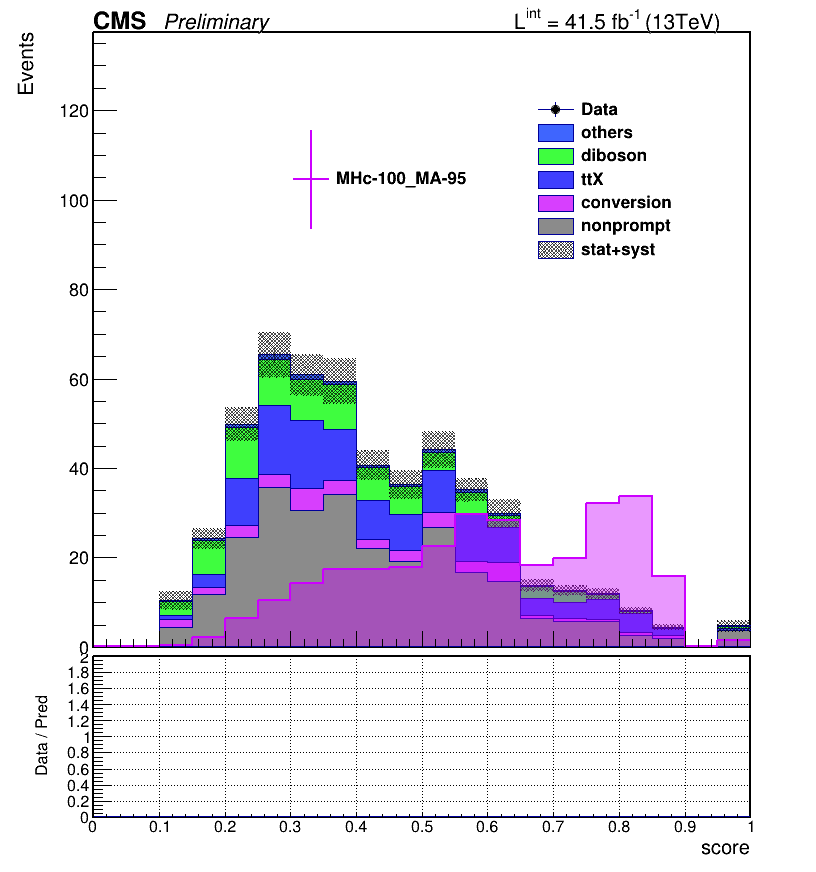 CMS Preliminary
L^int = 41.5 fb^-1 (13TeV)
Events
120
100
80
60
40
20
0
Data
others
diboson
ttX
conversion
nonprompt
stat+syst
MHc-100_MA-95
Data / Pred
2
1.8
1.6
1.4
1.2
1
0.8
0.6
0.4
0.2
0
0 0.1 0.2 0.3 0.4 0.5 0.6 0.7 0.8 0.9 1
score